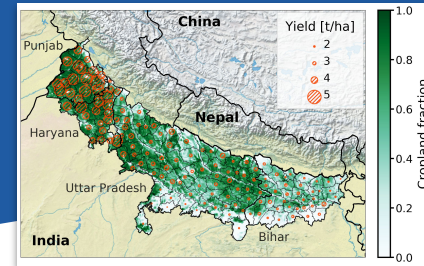 China
Yield [t/ha]
2
3
4
5
Punjab
Nepal
Haryana
Uttar Pradesh
India
Bihar
1.0
0.8
0.6
0.4
0.2
0.0
Cropland fraction